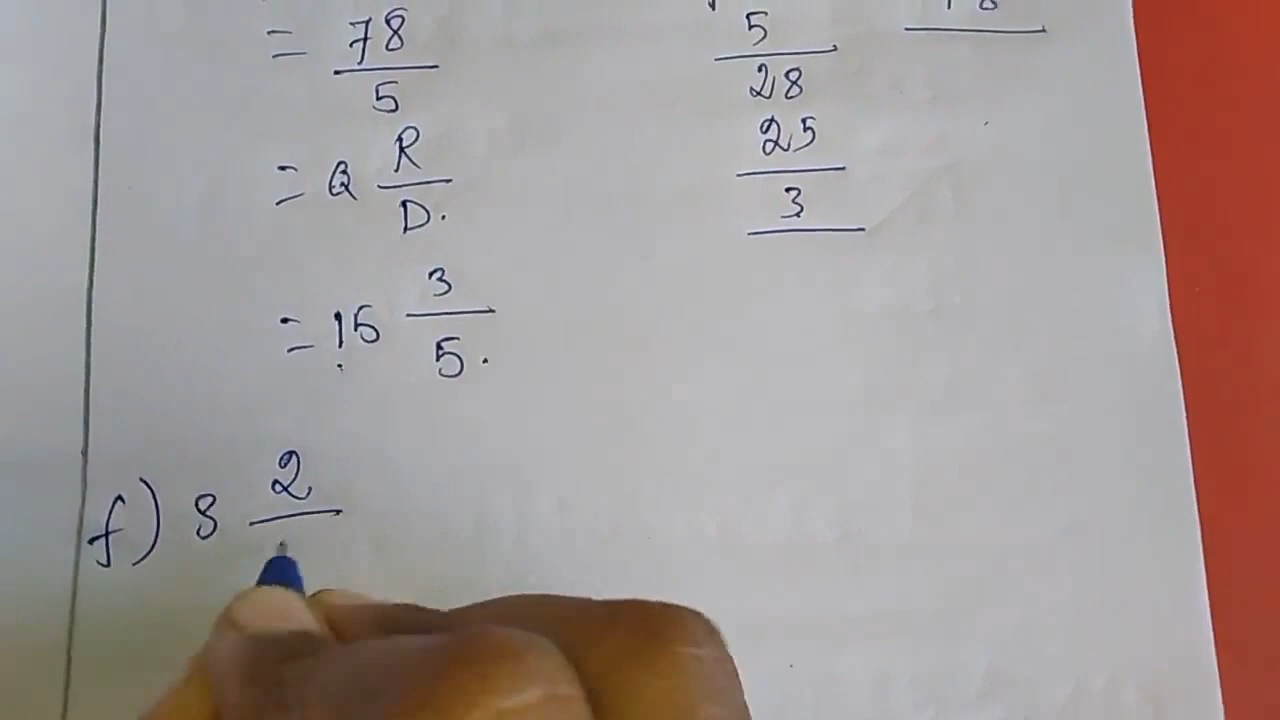 = 78/5
= Q R/D.
= 15 3/5.
f) 8 2/
5
28
25
3